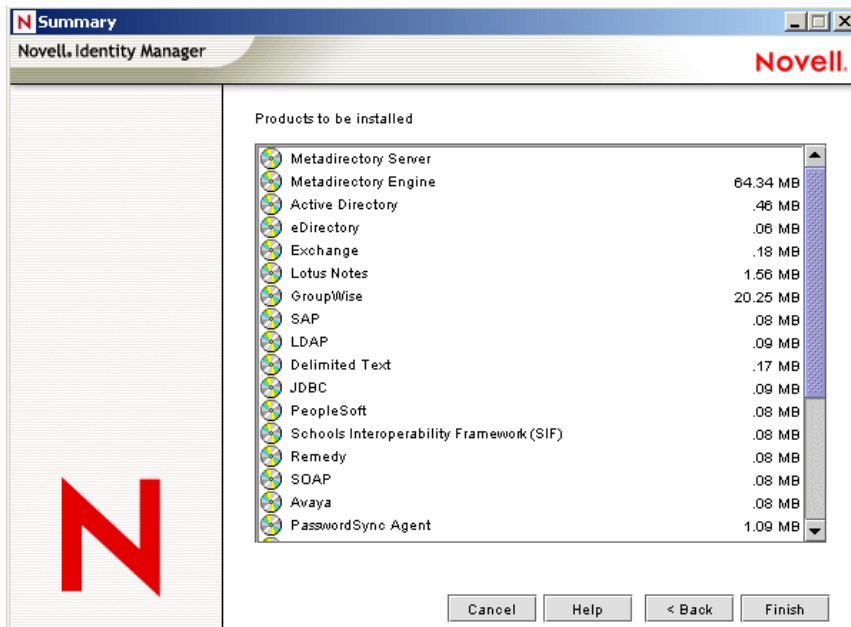 N Summary
Novell. Identity Manager
Novell.
Products to be installed
Metadirectory Server
Metadirectory Engine 64.34 MB
Active Directory .46 MB
eDirectory .06 MB
Exchange .18 MB
Lotus Notes 1.56 MB
GroupWise 20.25 MB
SAP .08 MB
LDAP .09 MB
Delimited Text .17 MB
JDBC .09 MB
PeopleSoft .08 MB
Schools Interoperability Framework (SIF) .08 MB
Remedy .08 MB
SOAP .08 MB
Avaya .08 MB
PasswordSync Agent 1.09 MB
N
Cancel Help < Back Finish